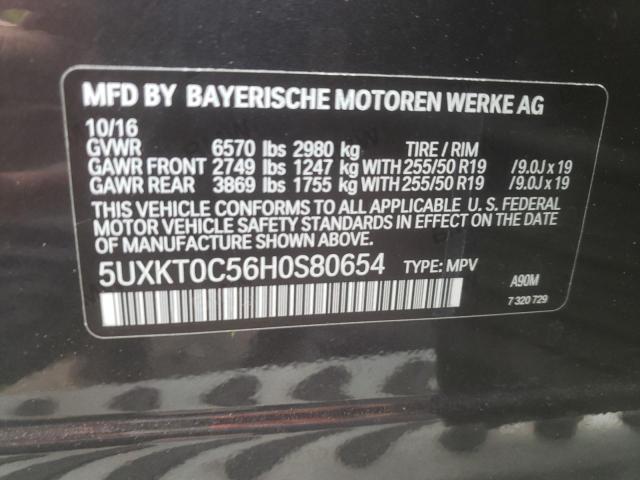 MFD BY BAYERISCHE MOTOREN WERKE AG
10/16
GVWR 6570 lbs 2980 kg TIRE / RIM
GAWR FRONT 2749 lbs 1247 kg WITH 255/50 R19 /9.0J x 19
GAWR REAR 3869 lbs 1755 kg WITH 255/50 R19 /9.0J x 19
THIS VEHICLE CONFORMS TO ALL APPLICABLE U. S. FEDERAL
MOTOR VEHICLE SAFETY STANDARDS IN EFFECT ON THE DATE
OF MANUFACTURE SHOWN ABOVE.
5UXKT0C56H0S80654 TYPE: MPV
A90M
7 320 729